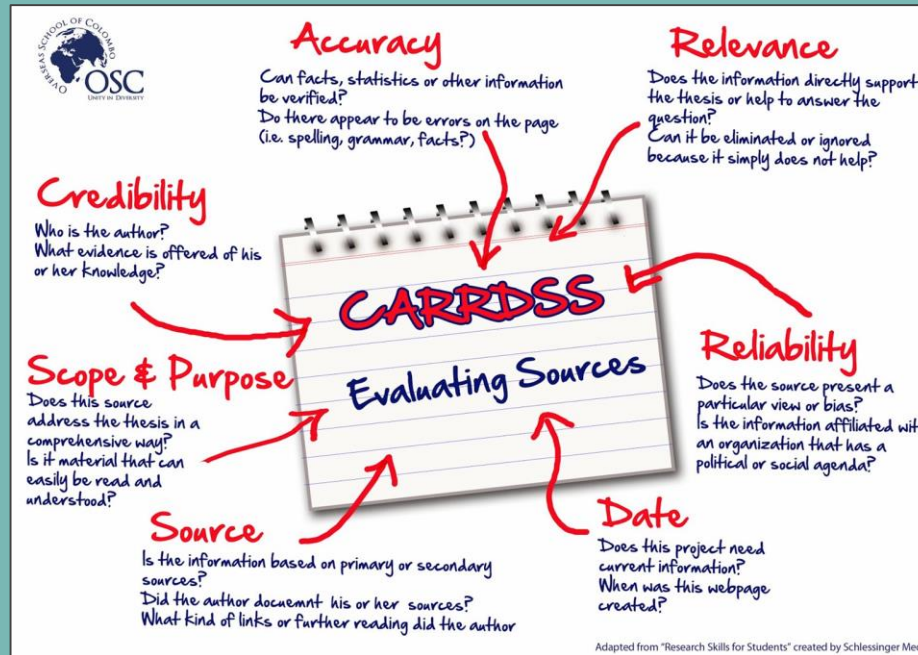 OVERSEAS SCHOOL OF COLOMBO
OSC
UNITY IN DIVERSITY
Accuracy
Can facts, statistics or other information
be verified?
Do there appear to be errors on the page
(i.e. spelling, grammar, facts?)
Relevance
Does the information directly support
the thesis or help to answer the
question?
Can it be eliminated or ignored
because it simply does not help?
Credibility
Who is the author?
What evidence is offered of his
or her knowledge?
CARRDSS
Evaluating Sources
Reliability
Does the source present a
particular view or bias?
Is the information affiliated with
an organization that has a
political or social agenda?
Scope & Purpose
Does this source
address the thesis in a
comprehensive way?
Is it material that can
easily be read and
understood?
Source
Is the information based on primary or secondary
sources?
Did the author docuemnt his or her sources?
What kind of links or further reading did the author
Date
Does this project need
current information?
When was this webpage
created?
Adapted from "Research Skills for Students" created by Schlessinger